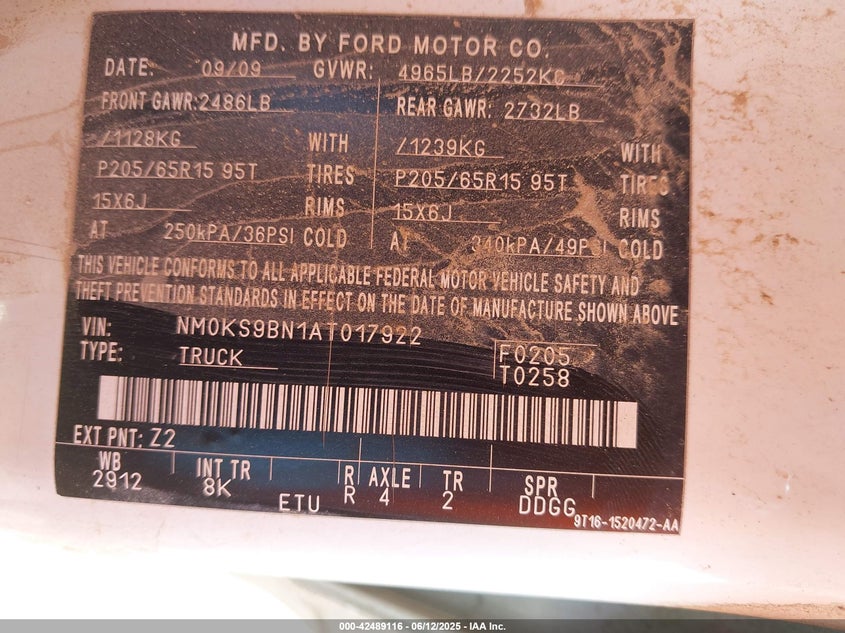 MFD. BY FORD MOTOR CO.
DATE: 09/09 GVWR: 4965LB/2252KG
FRONT GAWR: 2486LB REAR GAWR: 2732LB
/1128KG WITH /1239KG WITH
P205/65R15 95T TIRES P205/65R15 95T TIRES
15X6J RIMS 15X6J RIMS
AT 250kPA/36PSI COLD AT 340kPA/49PSI COLD
THIS VEHICLE CONFORMS TO ALL APPLICABLE FEDERAL MOTOR VEHICLE SAFETY AND
THEFT PREVENTION STANDARDS IN EFFECT ON THE DATE OF MANUFACTURE SHOWN ABOVE
VIN: NM0KS9BN1AT017922
TYPE: TRUCK
F0205
T0258
EXT PNT: Z2
WB INT TR R AXLE TR SPR
2912 8K R 4 2 DDGG
ETU
9T16-1520472-AA
000-42489116 - 06/12/2025 - IAA Inc.